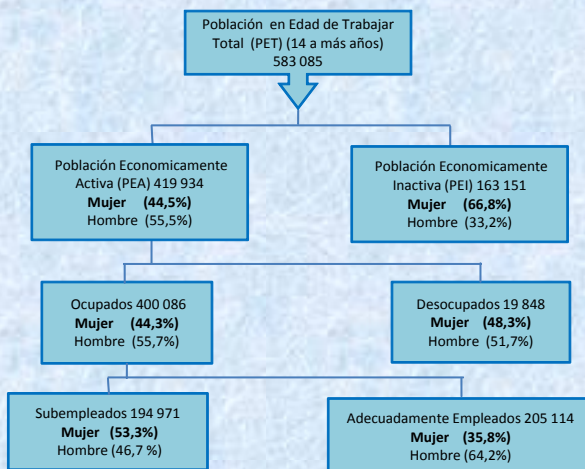 Población en Edad de Trabajar
Total (PET) (14 a más años)
583 085
Población Economicamente
Activa (PEA) 419 934
Mujer (44,5%)
Hombre (55,5%)
Población Economicamente
Inactiva (PEI) 163 151
Mujer (66,8%)
Hombre (33,2%)
Ocupados 400 086
Mujer (44,3%)
Hombre (55,7%)
Desocupados 19 848
Mujer (48,3%)
Hombre (51,7%)
Subempleados 194 971
Mujer (53,3%)
Hombre (46,7 %)
Adecuadamente Empleados 205 114
Mujer (35,8%)
Hombre (64,2%)